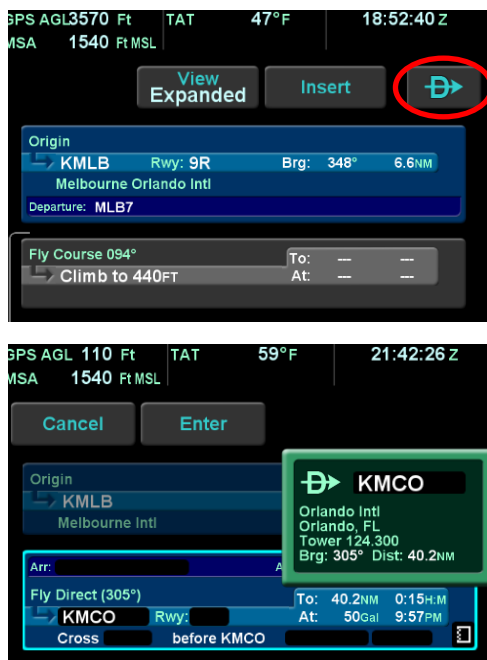 GPS AGL 3570 Ft TAT 47°F 18:52:40 Z
MSA 1540 Ft MSL
View Expanded Insert D
Origin
KMLB Rwy: 9R Brg: 348° 6.6NM
Melbourne Orlando Intl
Departure: MLB7
Fly Course 094° To: --- ---
Climb to 440FT At: --- ---
GPS AGL 110 Ft TAT 59°F 21:42:26 Z
MSA 1540 Ft MSL
Cancel Enter
Origin
KMLB
Melbourne Intl
D KMCO
Orlando Intl
Orlando, FL
Tower 124.300
Brg: 305° Dist: 40.2NM
Arr: A
Fly Direct (305°) To: 40.2NM 0:15H:M
KMCO Rwy: At: 50Gal 9:57PM
Cross before KMCO